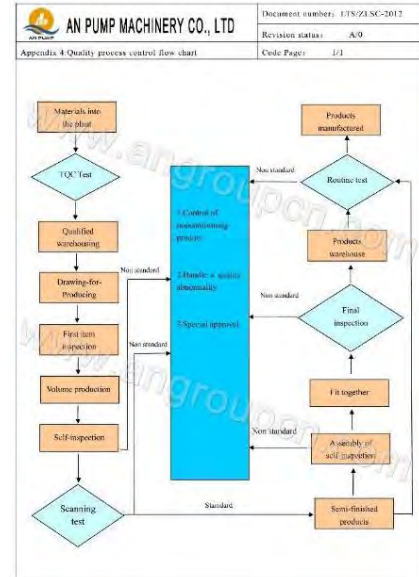 AN PUMP
AN PUMP MACHINERY CO., LTD
Document number: LTS/ZLSC-2012
Revision status: A/0
Appendix 4:Quality process control flow chart
Code Page: 1/1
Materials into
the plant
TQC Test
Qualified
warehousing
Drawing-for-
Producing
First item
inspection
Volume production
Self-inspection
Scanning
test
Non standard
Non standard
1.Control of
nonconforming
product
2.Handle a quality
abnormality
3.Special approval
Standard
Non standard
Non standard
Non standard
Products
manufactured
Routine test
Products
warehouse
Final
inspection
Fit together
Assembly of
self-inspection
Semi-finished
products
www.angroupcn.com
www.angroupcn.com